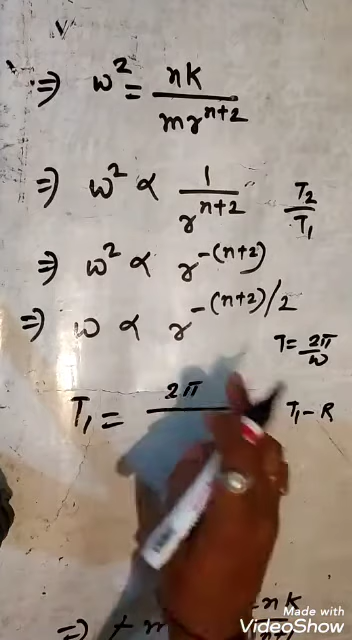 ⇒ ω² = nK / mr^(n+2)
⇒ ω² ∝ 1 / r^(n+2)
T₂ / T₁
⇒ ω² ∝ r^-(n+2)
⇒ ω ∝ r^-(n+2)/2
T = 2π / ω
T₁ = 2π
T₁ - R
nK
⇒ + m
Made with
VideoShow